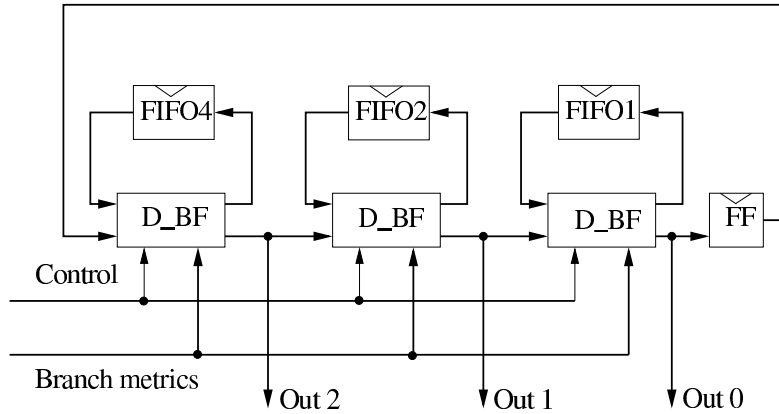 FIFO4
FIFO2
FIFO1
D_BF
D_BF
D_BF
FF
Control
Branch metrics
Out 2
Out 1
Out 0